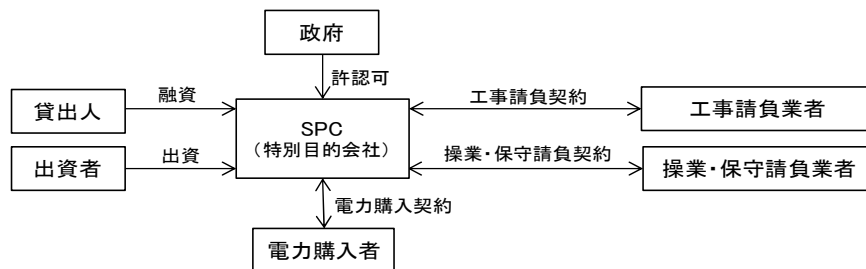 政府
許認可
貸出人
融資
SPC
（特別目的会社）
工事請負契約
工事請負業者
出資者
出資
操業・保守請負契約
操業・保守請負業者
電力購入契約
電力購入者